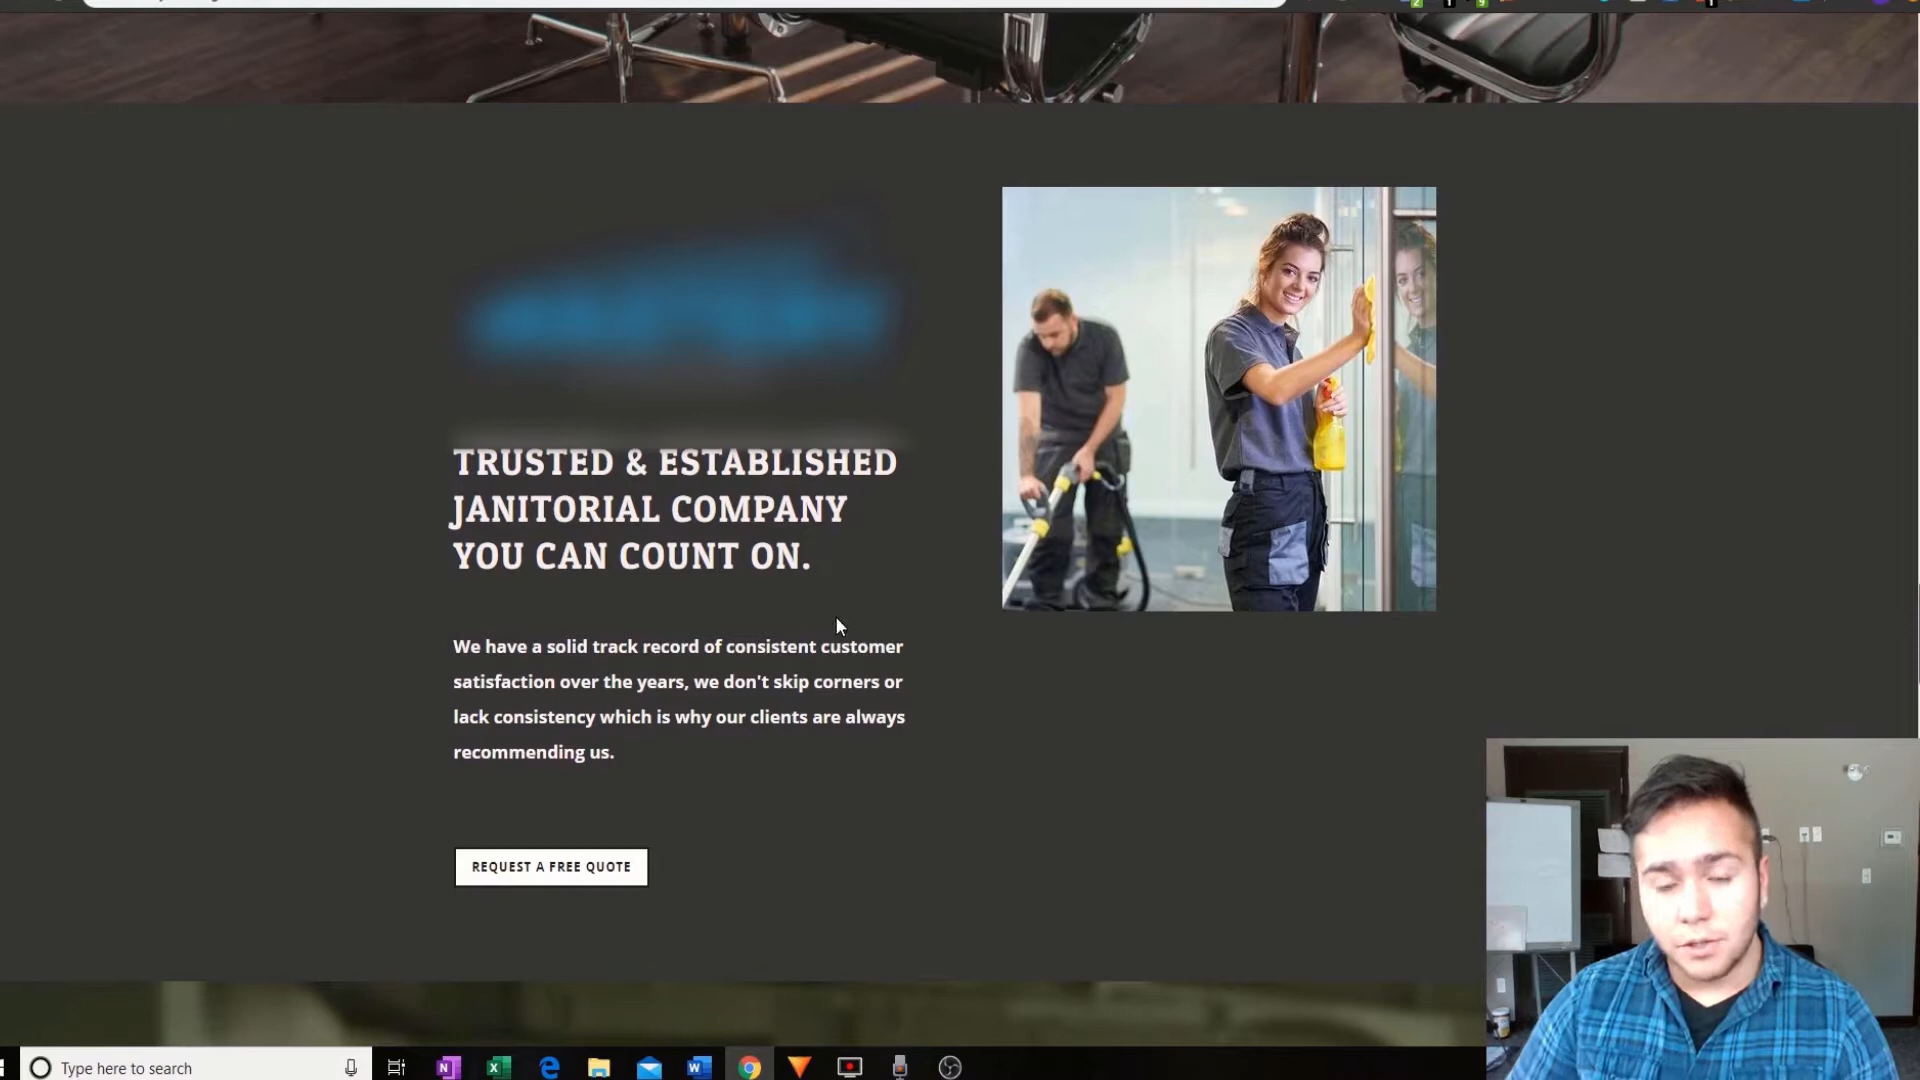 TRUSTED & ESTABLISHED
JANITORIAL COMPANY
YOU CAN COUNT ON.
We have a solid track record of consistent customer
satisfaction over the years, we don't skip corners or
lack consistency which is why our clients are always
recommending us.
REQUEST A FREE QUOTE
Type here to search